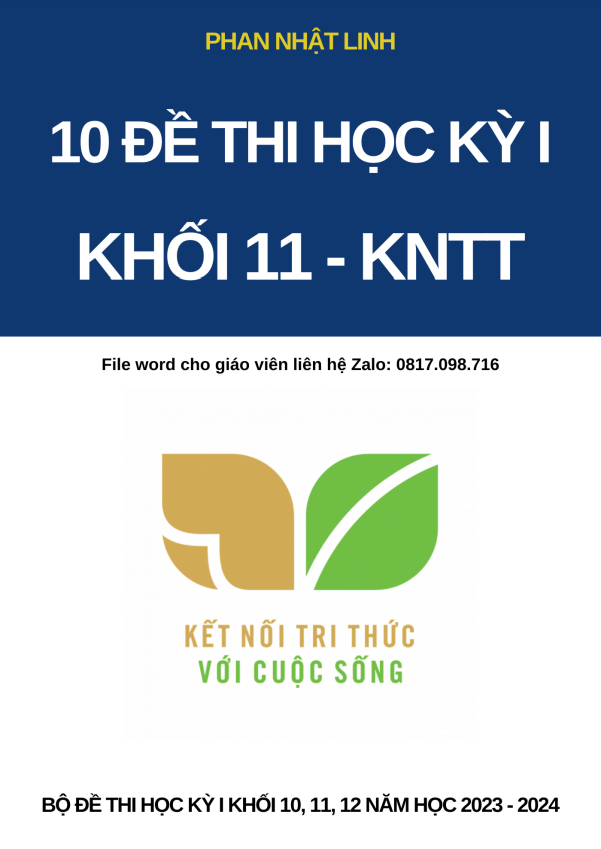 PHAN NHẬT LINH
10 ĐỀ THI HỌC KỲ I
KHỐI 11 - KNTT
File word cho giáo viên liên hệ Zalo: 0817.098.716
KẾT NỐI TRI THỨC
VỚI CUỘC SỐNG
BỘ ĐỀ THI HỌC KỲ I KHỐI 10, 11, 12 NĂM HỌC 2023 - 2024